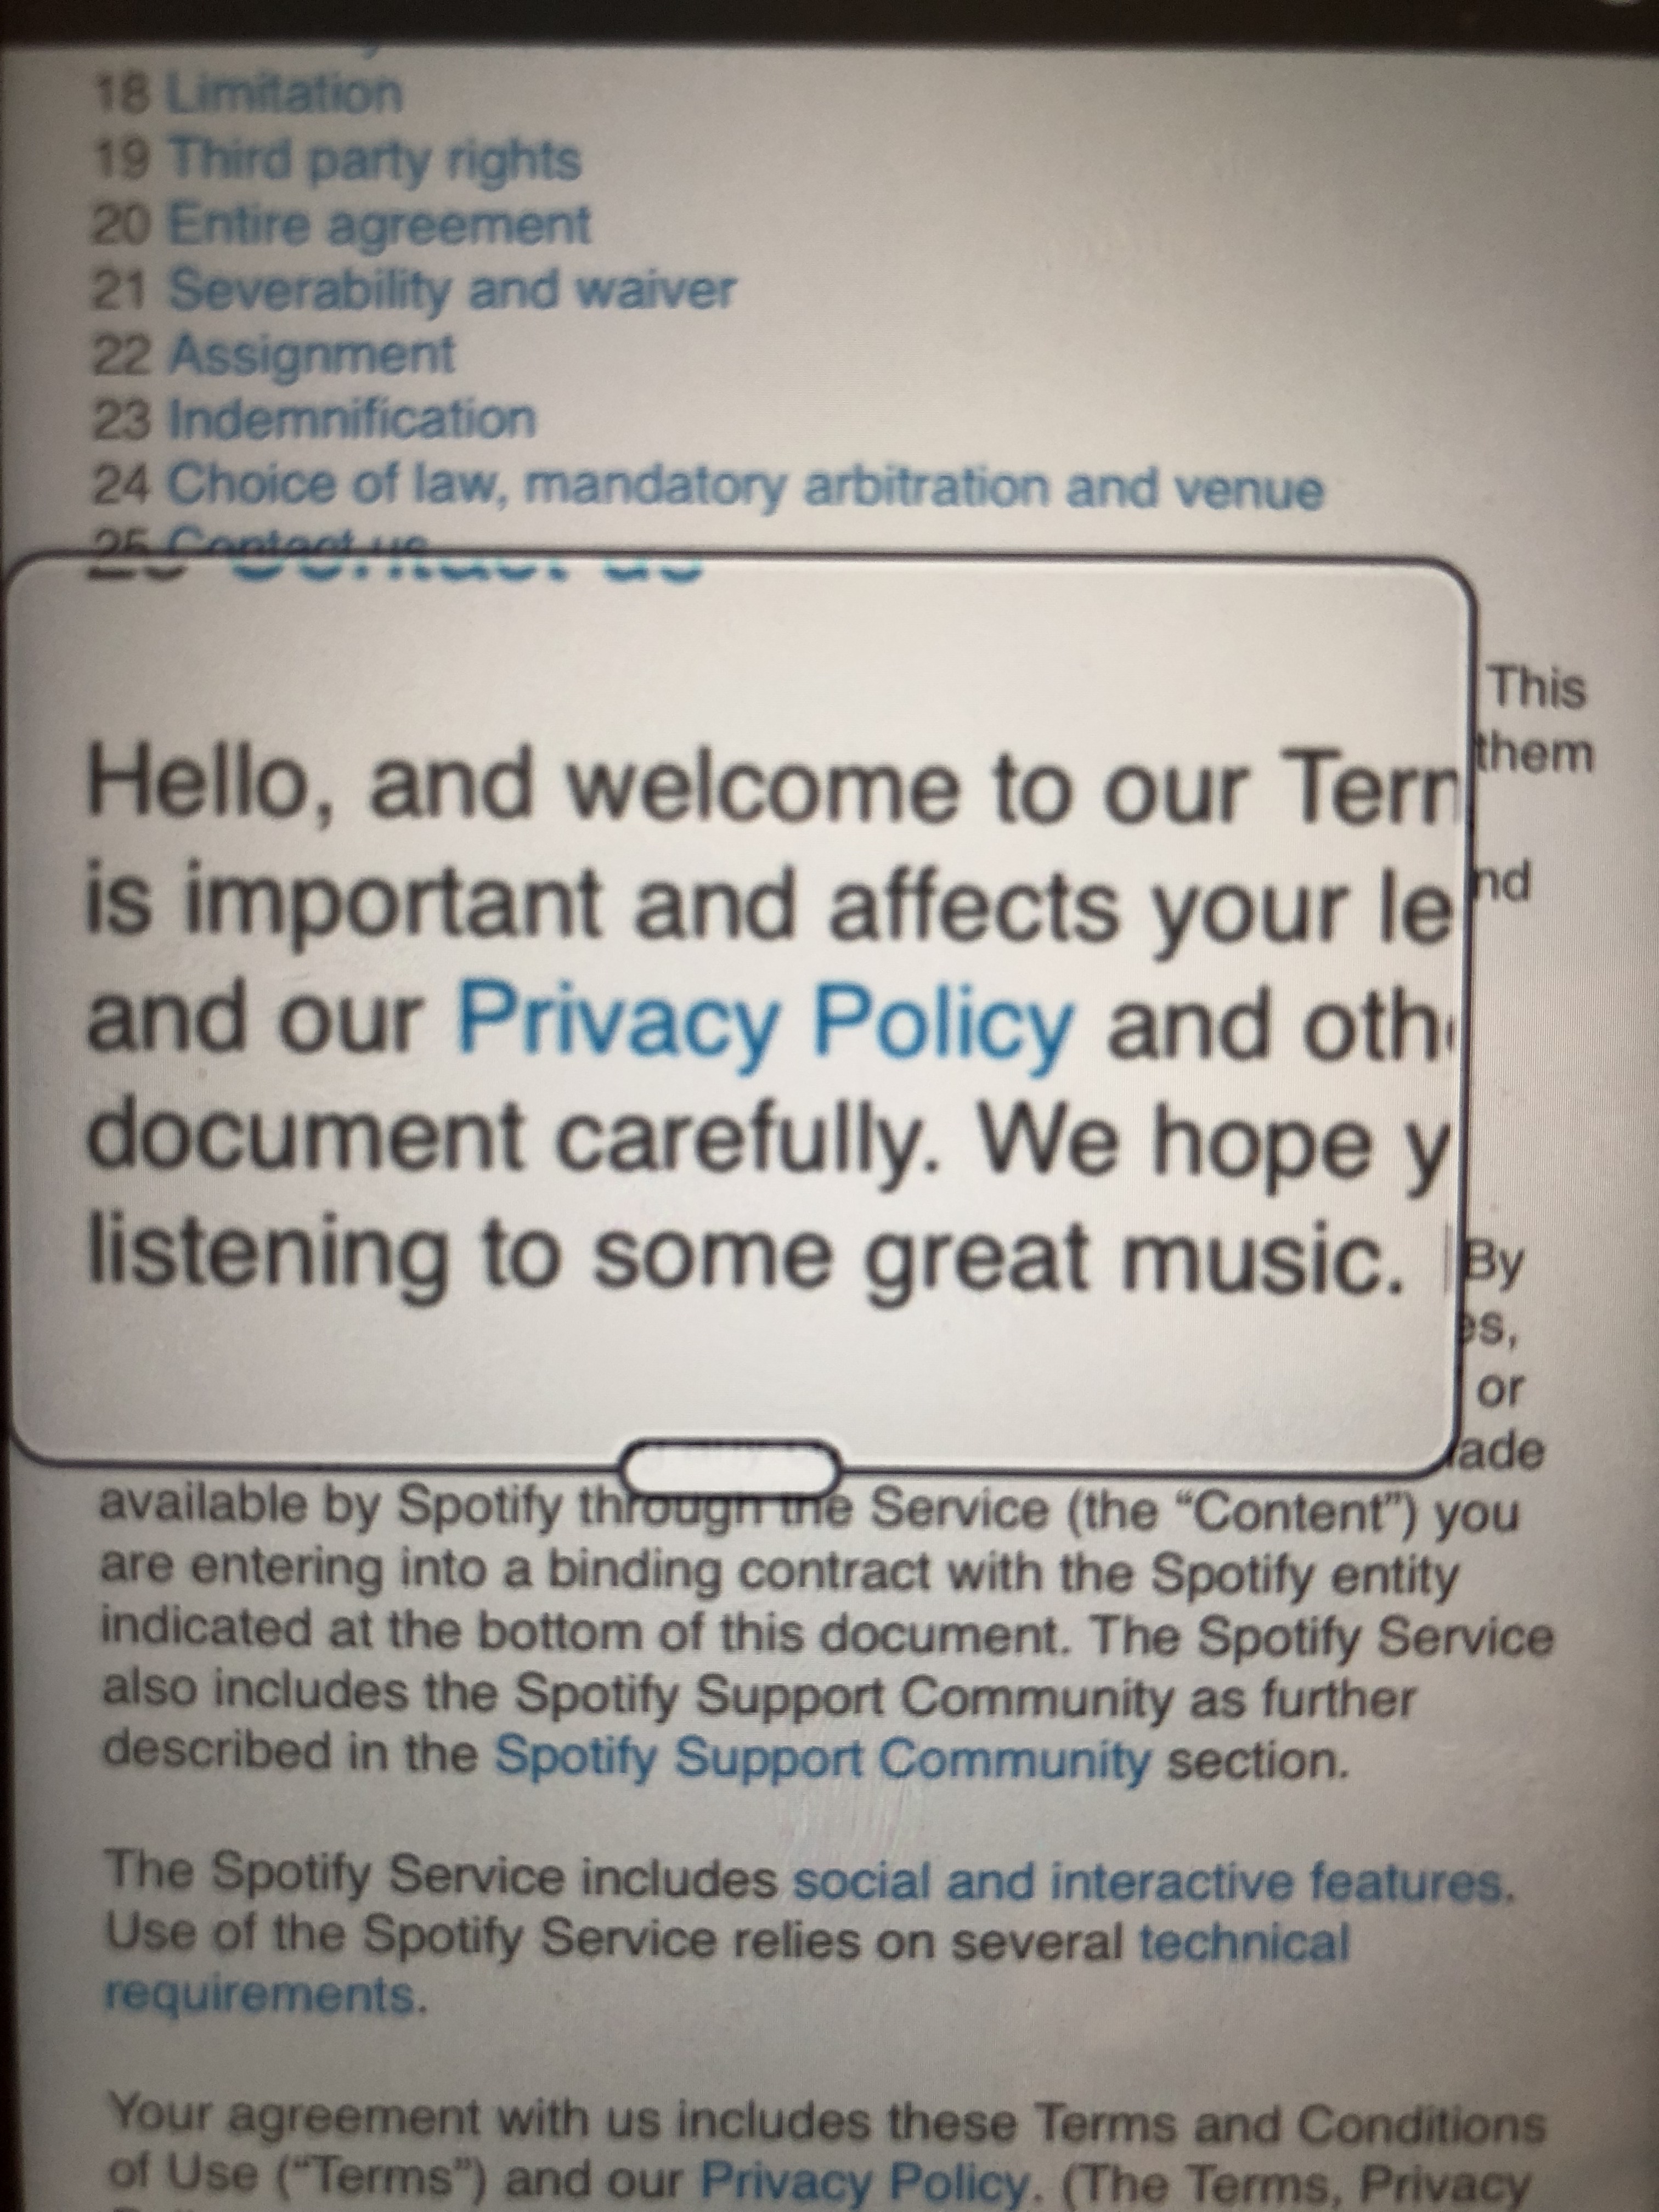 18 Limitation
19 Third party rights
20 Entire agreement
21 Severability and waiver
22 Assignment
23 Indemnification
24 Choice of law, mandatory arbitration and venue
25 Contact us
This
them
Hello, and welcome to our
is important and affects your
nd
and our Privacy Policy and
document carefully. We hope y
listening to some great music.
By
es,
or
ade
available by Spotify through the Service (the “Content”) you
are entering into a binding contract with the Spotify entity
indicated at the bottom of this document. The Spotify Service
also includes the Spotify Support Community as further
described in the Spotify Support Community section.
The Spotify Service includes social and interactive features.
Use of the Spotify Service relies on several technical
requirements.
Your agreement with us includes these Terms and Conditions
of Use (“Terms”) and our Privacy Policy. (The Terms, Privacy